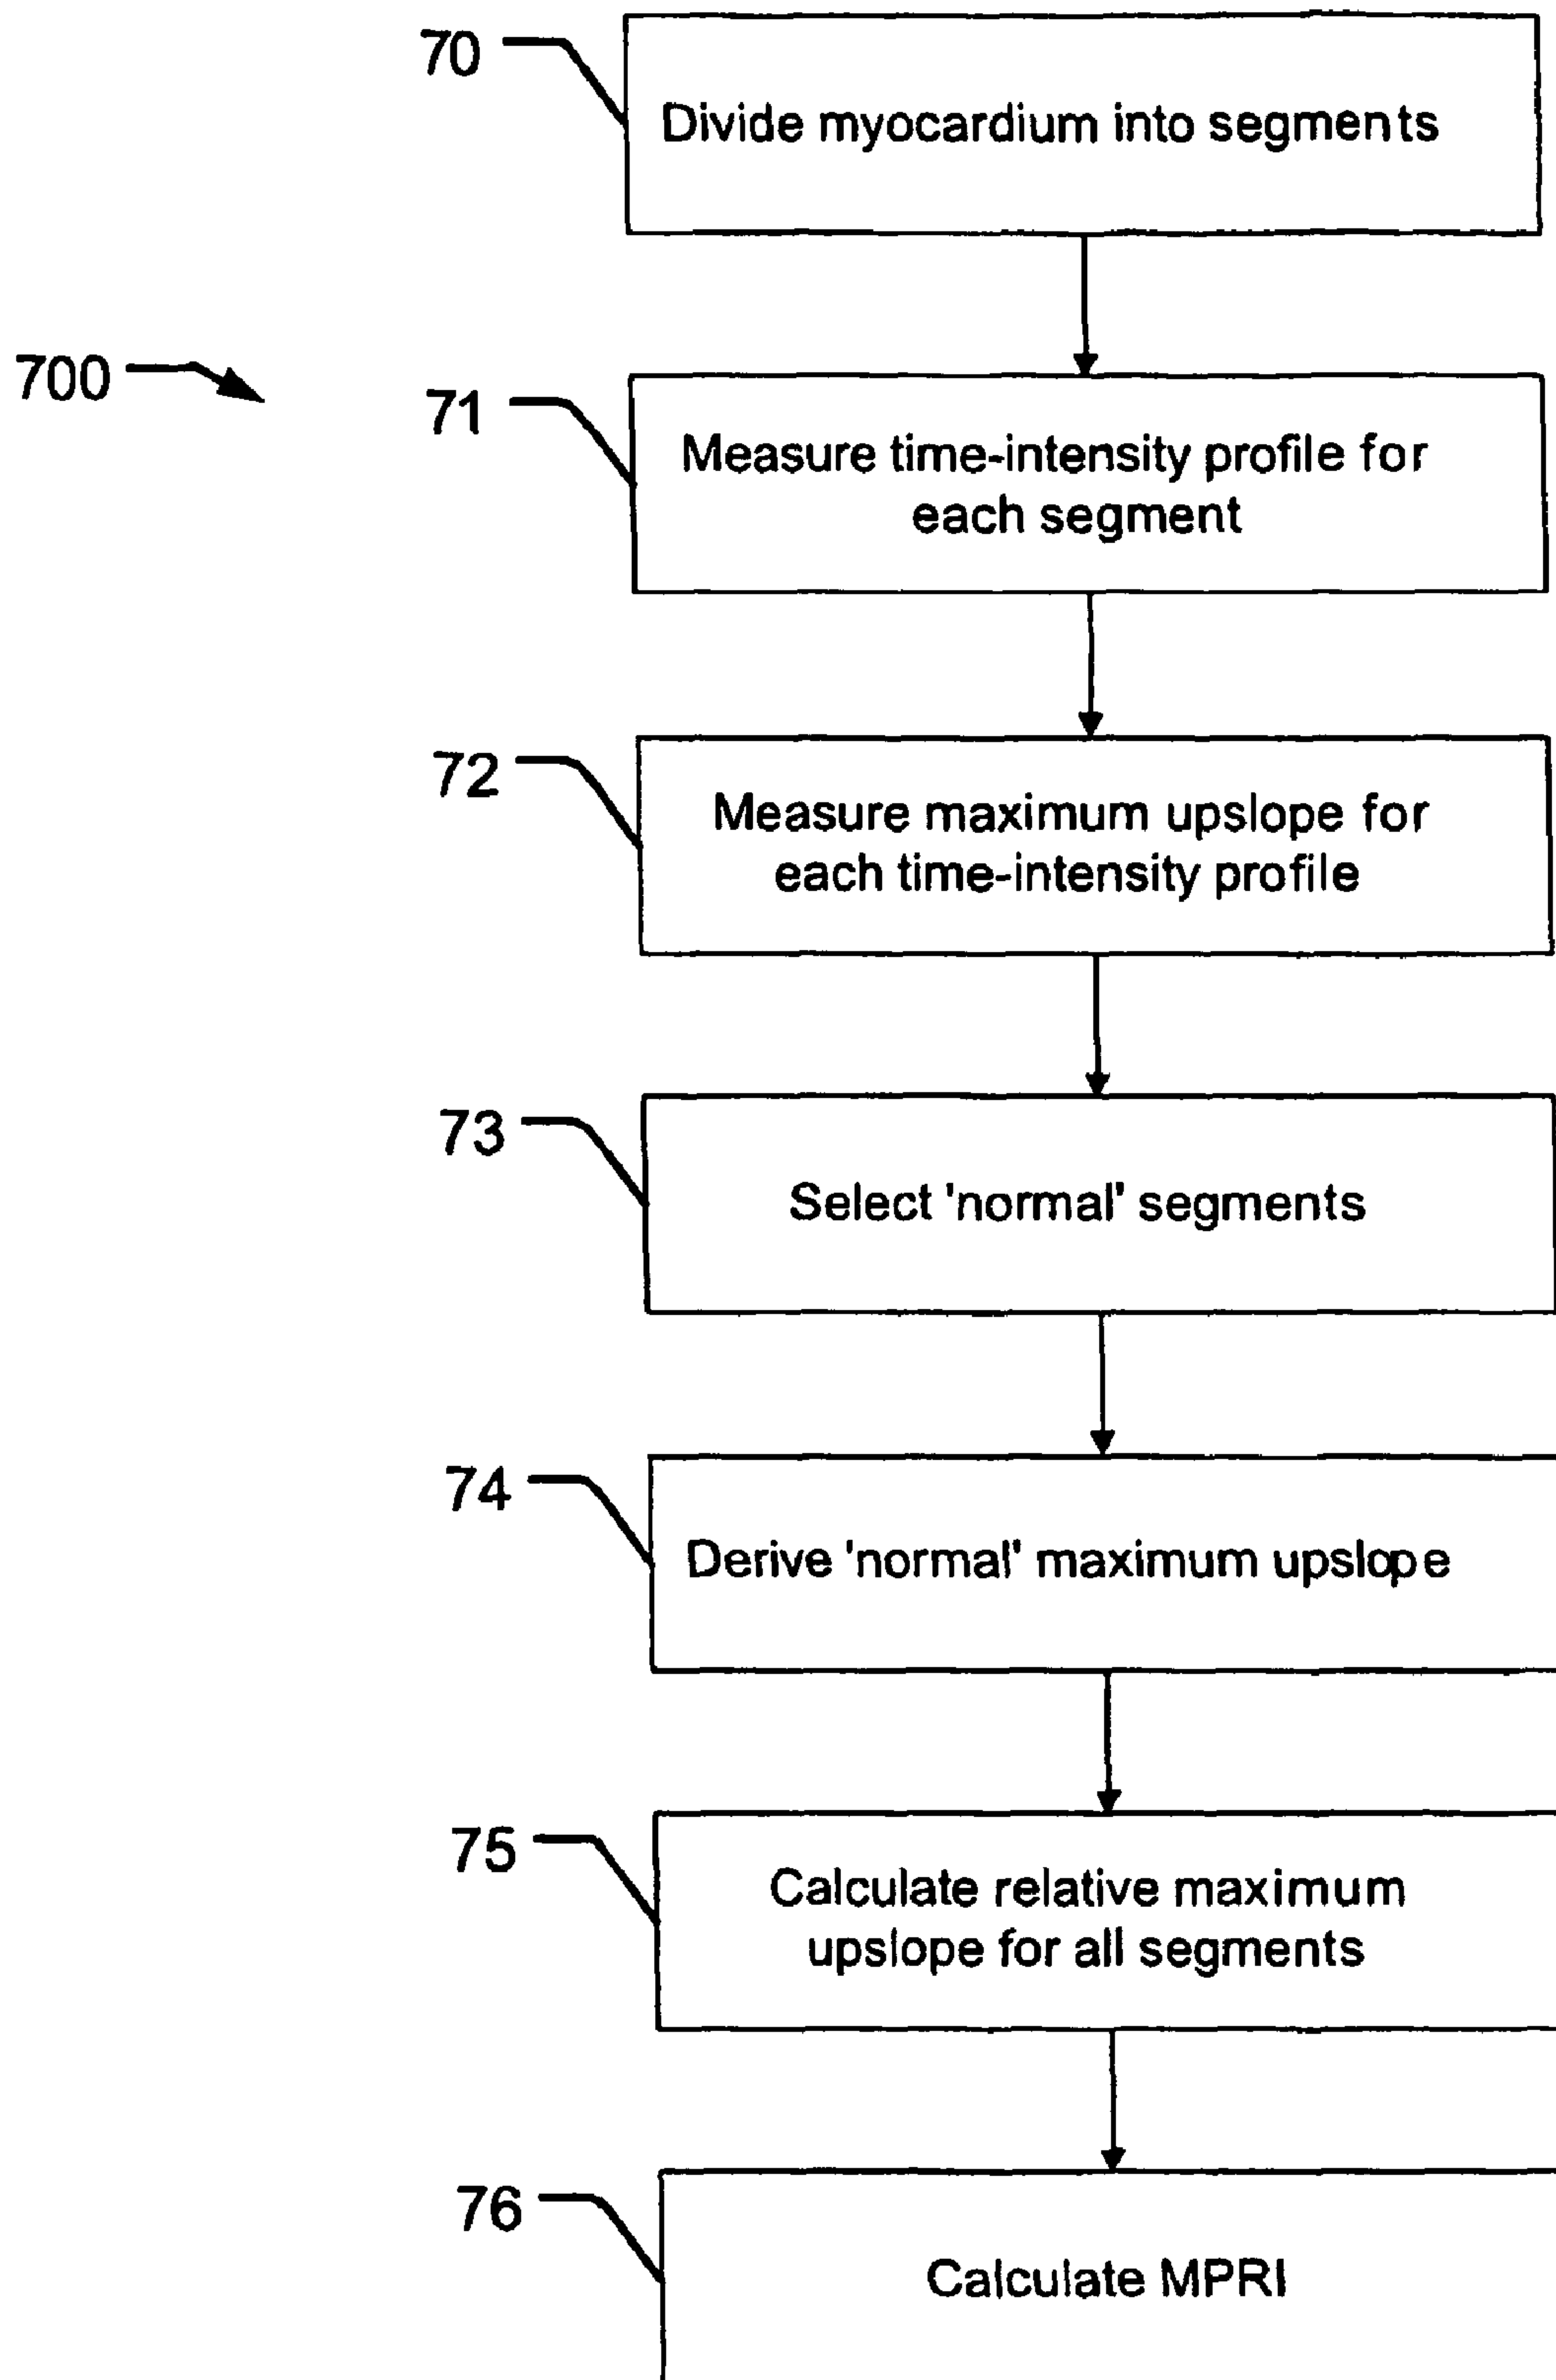 70
Divide myocardium into segments
700
71
Measure time-intensity profile for
each segment
72
Measure maximum upslope for
each time-intensity profile
73
Select 'normal' segments
74
Derive 'normal' maximum upslope
75
Calculate relative maximum
upslope for all segments
76
Calculate MPRI